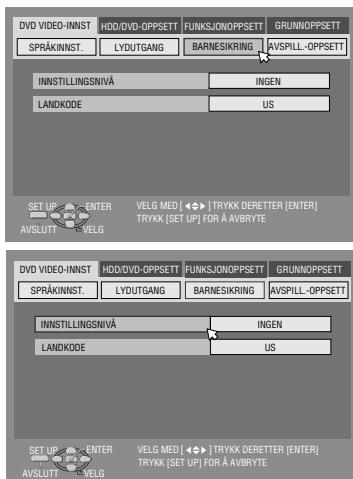 DVD VIDEO-INNST HDD/DVD-OPPSETT FUNKSJONOPPSETT GRUNNOPPSETT
SPRÅKINNST. LYDUTGANG BARNESIKRING AVSPILL.-OPPSETT
INNSTILLINGSNIVÅ INGEN
LANDKODE US
SET UP ENTER VELG MED [ ◀✥▶ ] TRYKK DERETTER [ENTER]
AVSLUTT VELG TRYKK [SET UP] FOR Å AVBRYTE
DVD VIDEO-INNST HDD/DVD-OPPSETT FUNKSJONOPPSETT GRUNNOPPSETT
SPRÅKINNST. LYDUTGANG BARNESIKRING AVSPILL.-OPPSETT
INNSTILLINGSNIVÅ INGEN
LANDKODE US
SET UP ENTER VELG MED [ ◀✥▶ ] TRYKK DERETTER [ENTER]
AVSLUTT VELG TRYKK [SET UP] FOR Å AVBRYTE